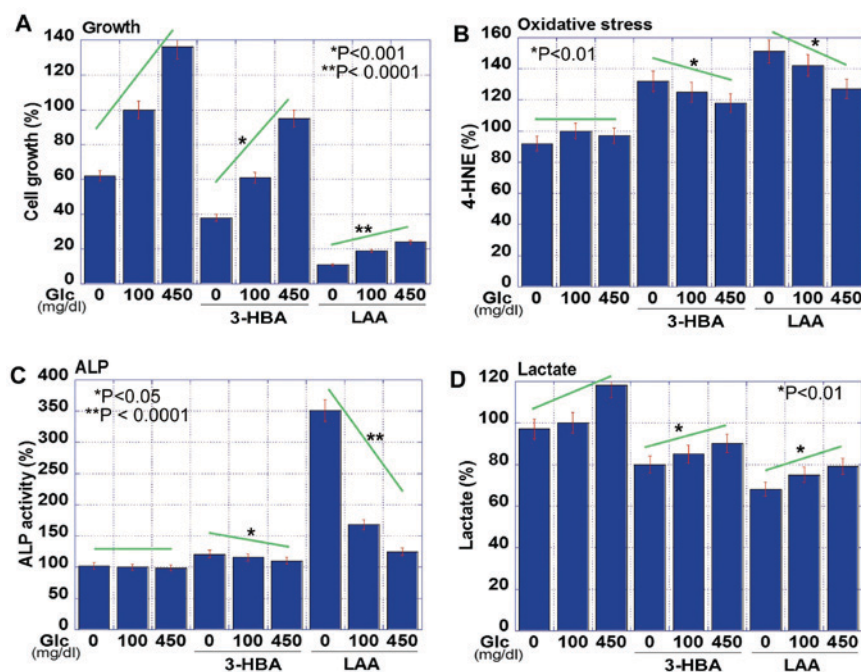 A Growth
*P<0.001
**P< 0.0001
Cell growth (%)
140
120
100
80
60
40
20
0
*
**
Glc 0 100 450 0 100 450 0 100 450
(mg/dl)
3-HBA LAA
B Oxidative stress
*P<0.01
4-HNE (%)
160
140
120
100
80
60
40
20
0
*
*
Glc 0 100 450 0 100 450 0 100 450
(mg/dl)
3-HBA LAA
C ALP
*P<0.05
**P < 0.0001
ALP activity (%)
400
350
300
250
200
150
100
50
0
*
**
Glc 0 100 450 0 100 450 0 100 450
(mg/dl)
3-HBA LAA
D Lactate
*P<0.01
Lactate (%)
120
100
80
60
40
20
0
*
*
Glc 0 100 450 0 100 450 0 100 450
(mg/dl)
3-HBA LAA